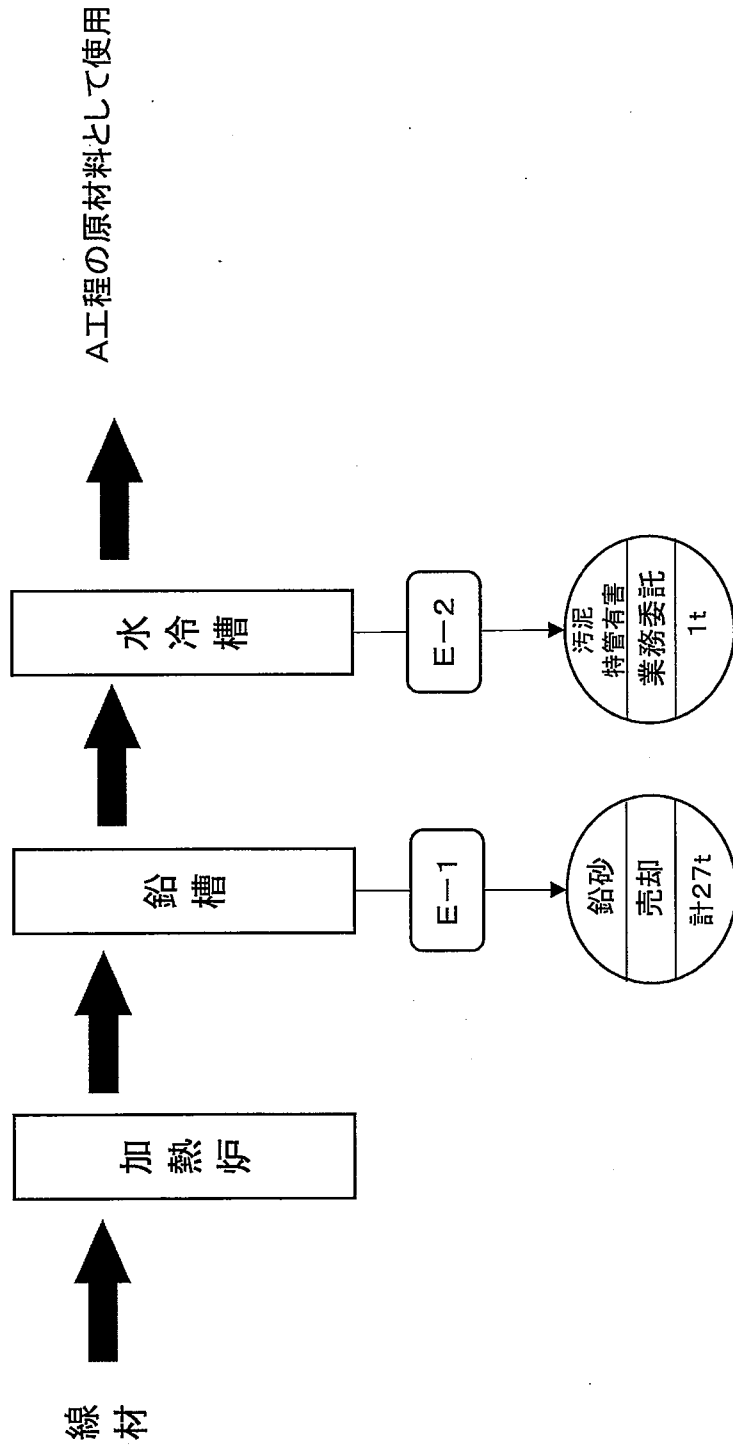 線材
加熱炉
鉛槽
水冷槽
A工程の原材料として使用
E-1
E-2
鉛砂
売却
計27t
汚泥
特管有害
業務委託
1t